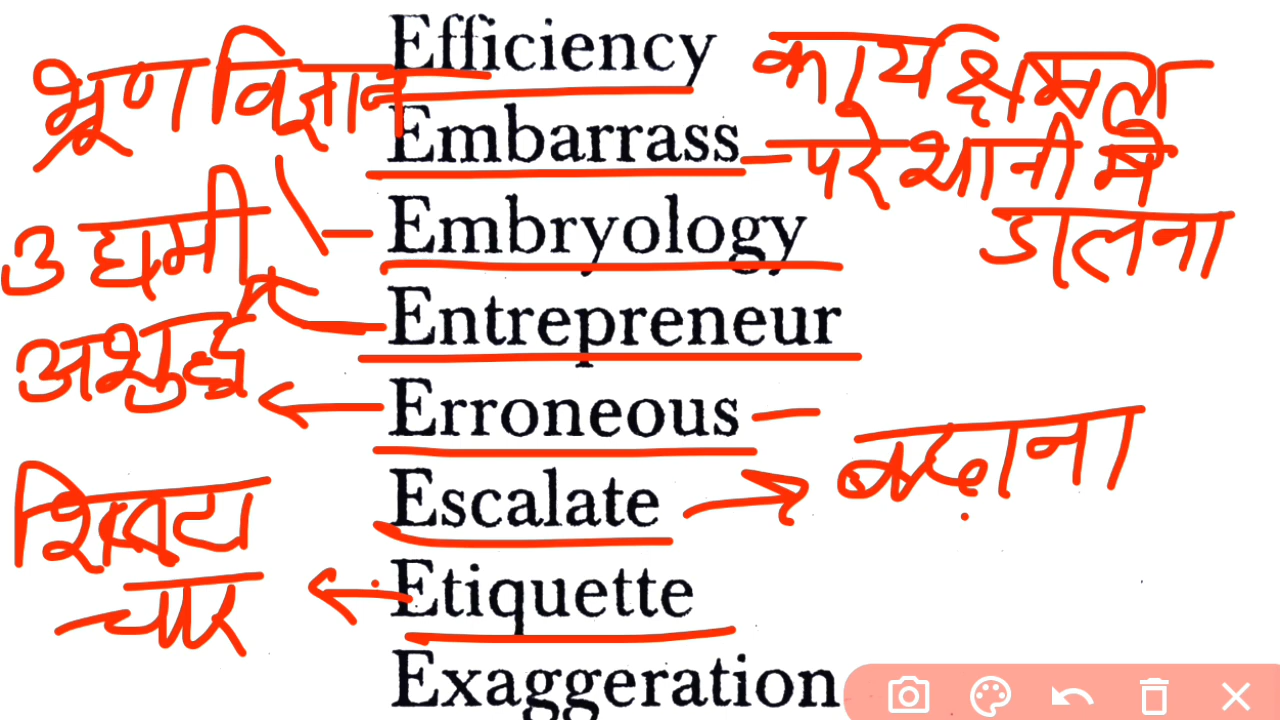 Efficiency
कार्यक्षमता
भ्रूण विज्ञान
Embarrass
परेशानी में
डालना
Embryology
उद्यमी
Entrepreneur
अशुद्ध
Erroneous
Escalate
बढ़ाना
शिष्टा
चार
Etiquette
Exaggeration